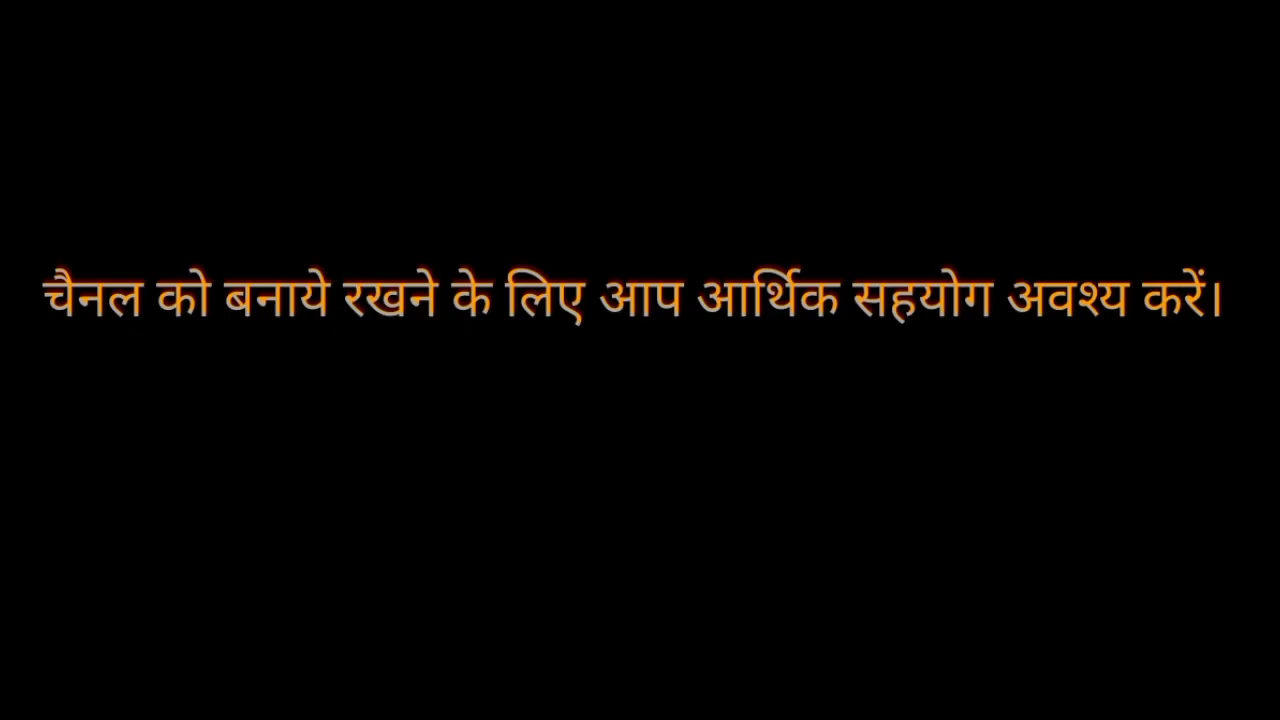 चैनल को बनाये रखने के लिए आप आर्थिक सहयोग अवश्य करें।